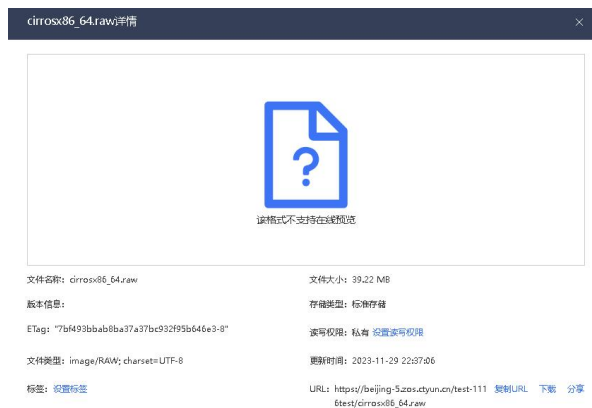 cirrosx86_64.raw详情
该格式不支持在线预览
文件名称: cirrosx86_64.raw
文件大小: 39.22 MB
版本信息:
存储类型: 标准存储
ETag: "7bf493bbab8ba37a37bc932f95b646e3-8"
读写权限: 私有 设置读写权限
文件类型: image/RAW; charset=UTF-8
更新时间: 2023-11-29 22:37:06
标签: 设置标签
URL: https://beijing-5.zos.ctyun.cn/test-111 复制URL 下载 分享
6test/cirrosx86_64.raw